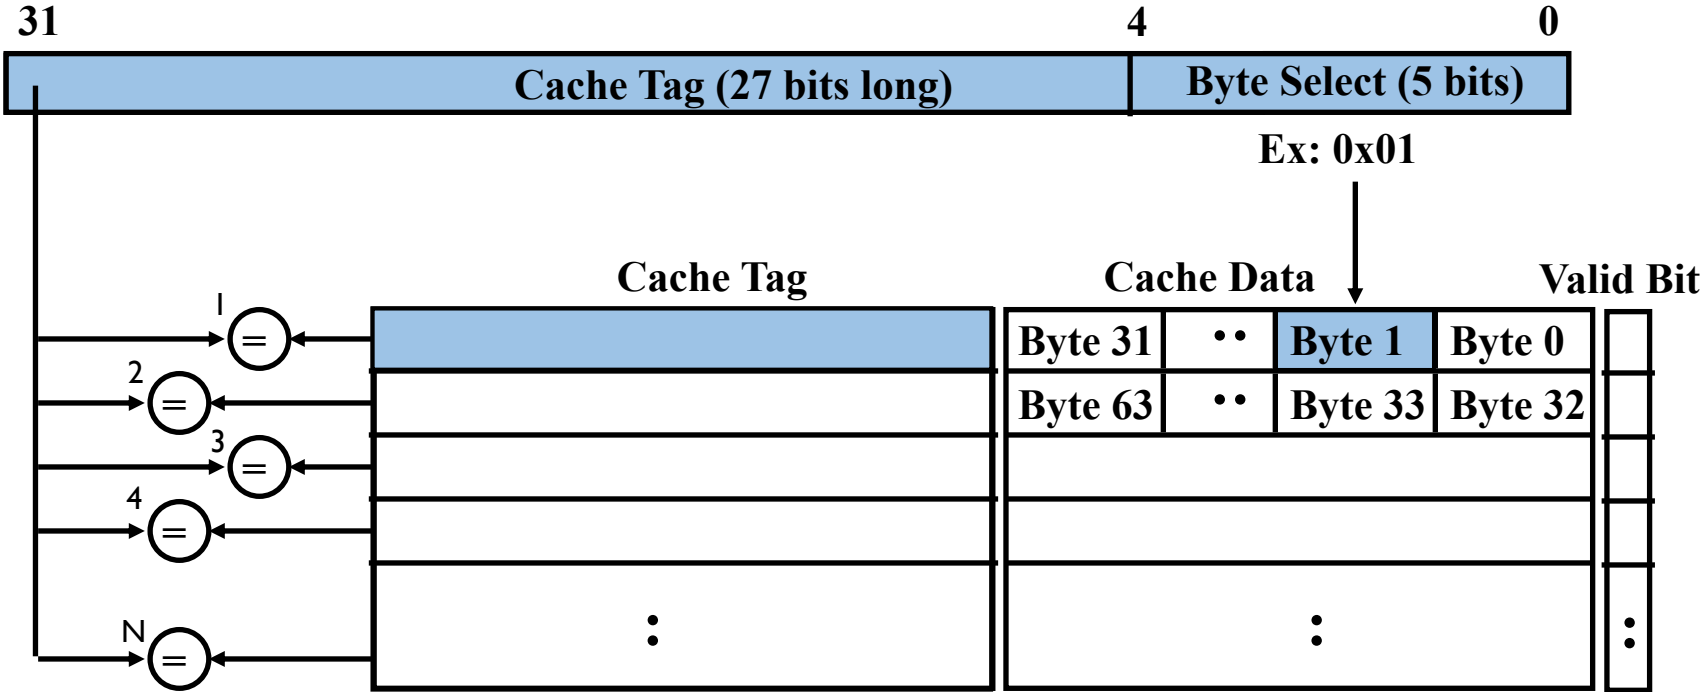 31 4 0
Cache Tag (27 bits long) Byte Select (5 bits)
Ex: 0x01
Cache Tag Cache Data Valid Bit
1 = Byte 31 •• Byte 1 Byte 0
2 = Byte 63 •• Byte 33 Byte 32
3 =
4 =
N = : : :